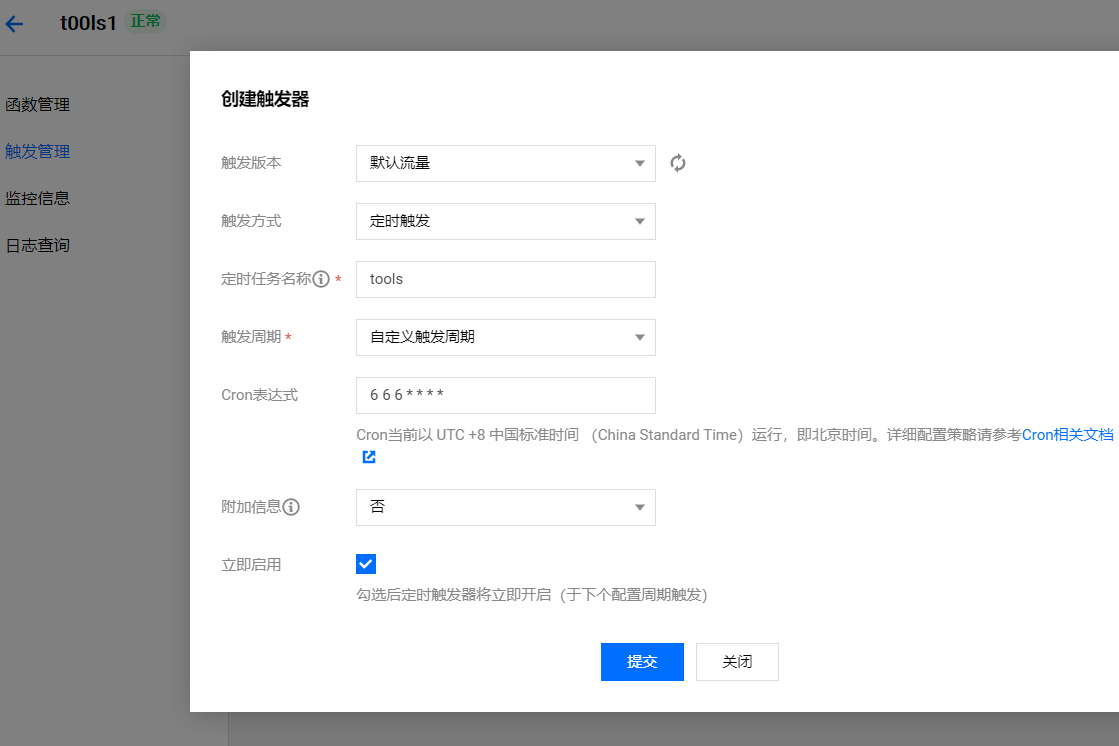 t00ls1 正常
函数管理
触发管理
监控信息
日志查询
创建触发器
触发版本 默认流量
触发方式 定时触发
定时任务名称 * tools
触发周期 * 自定义触发周期
Cron表达式 6 6 6 * * * *
Cron当前以 UTC +8 中国标准时间 （China Standard Time）运行，即北京时间。详细配置策略请参考Cron相关文档
附加信息 否
立即启用
勾选后定时触发器将立即开启（于下个配置周期触发）
提交 关闭